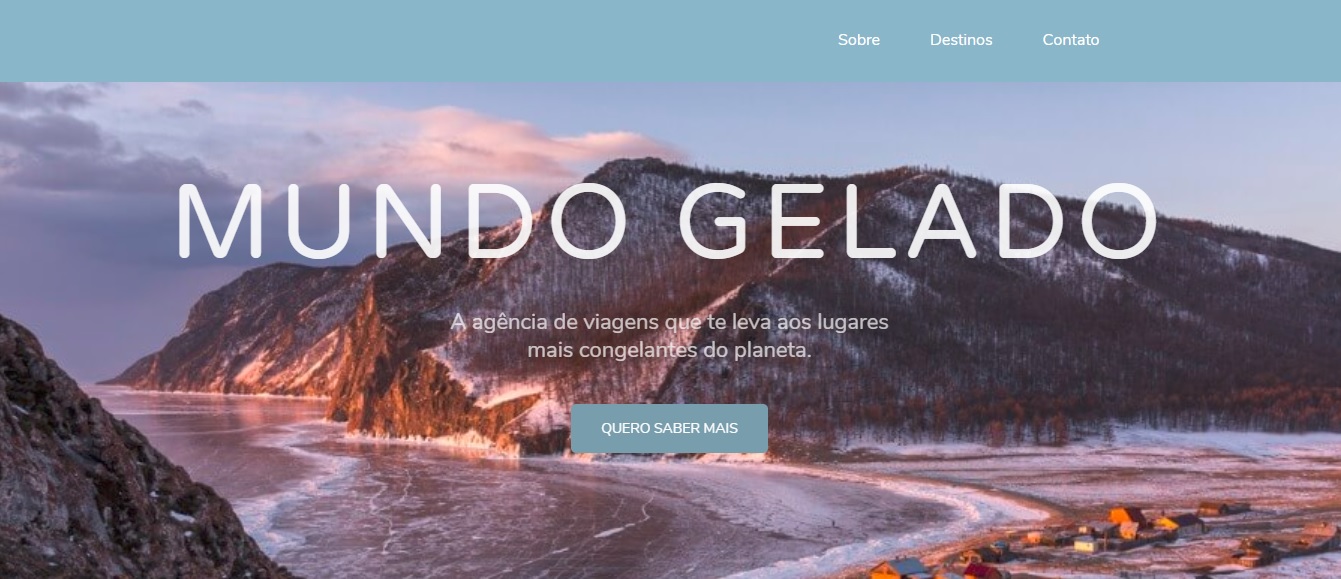 Sobre Destinos Contato
MUNDO GELADO
A agência de viagens que te leva aos lugares
mais congelantes do planeta.
QUERO SABER MAIS